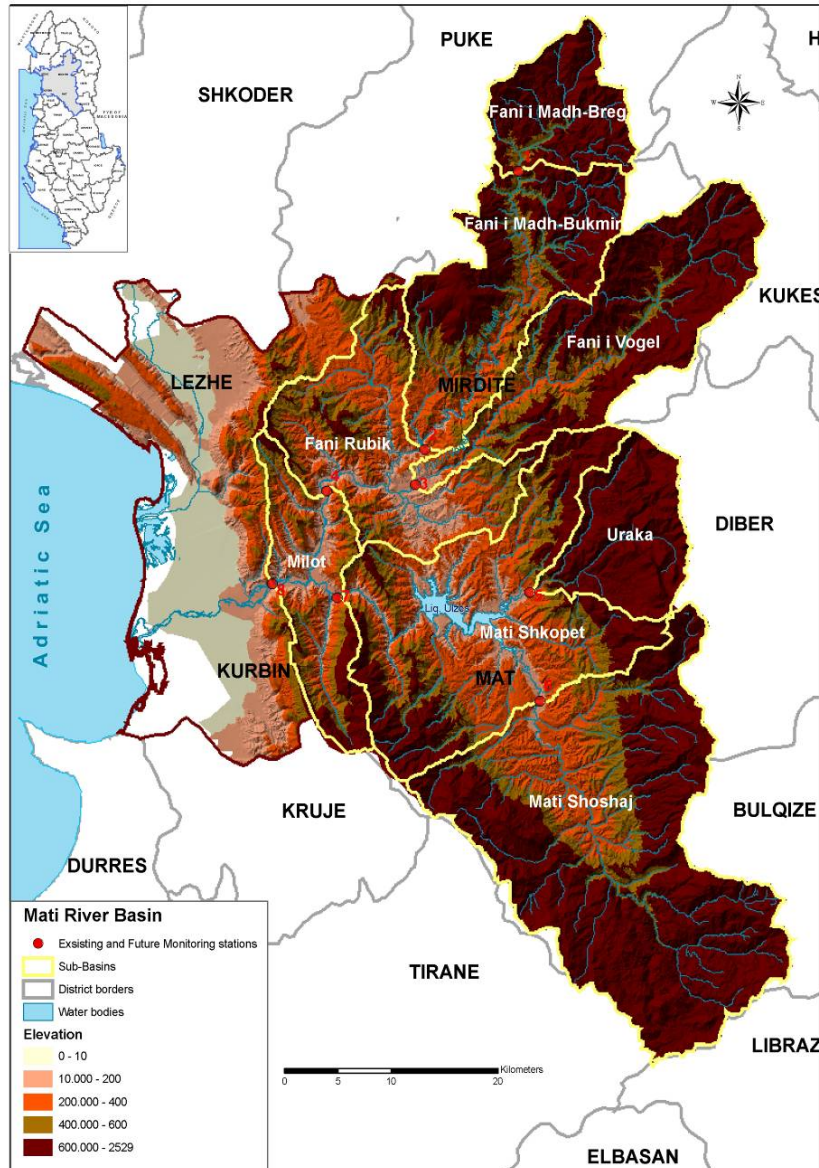 PUKE
SHKODER
Fani i Madh-Breg
N
W
E
S
Fani i Madh-Bukmir
KUKES
Fani i Vogel
LEZHE
MIRDITE
Fani Rubik
3
DIBER
Uraka
Adriatic Sea
Milot
Liq. Ulzes
Mati Shkopet
KURBIN
MAT
Mati Shoshaj
KRUJE
BULQIZE
DURRES
TIRANE
LIBRAZ
ELBASAN
Mati River Basin
Exsisting and Future Monitoring stations
Sub-Basins
District borders
Water bodies
Elevation
0 - 10
10.000 - 200
200.000 - 400
400.000 - 600
600.000 - 2529
Kilometers
0 5 10 20